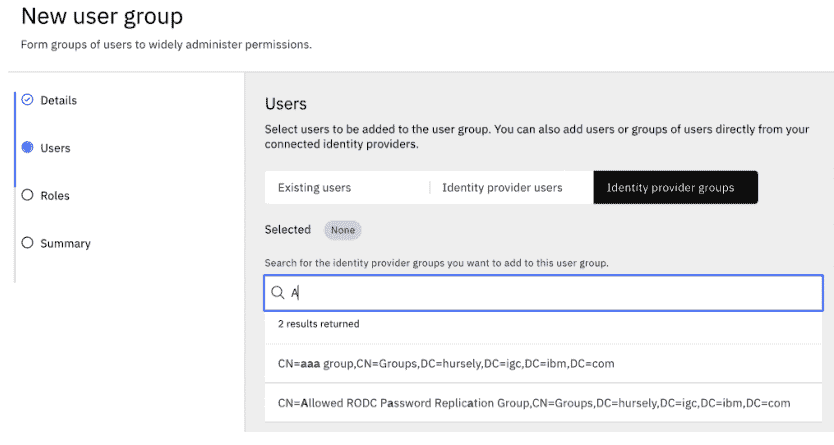 New user group
Form groups of users to widely administer permissions.
Details
Users
Roles
Summary
Users
Select users to be added to the user group. You can also add users or groups of users directly from your
connected identity providers.
Existing users
Identity provider users
Identity provider groups
Selected None
Search for the identity provider groups you want to add to this user group.
A
2 results returned
CN=aaa group,CN=Groups,DC=hursely,DC=igc,DC=ibm,DC=com
CN=Allowed RODC Password Replication Group,CN=Groups,DC=hursely,DC=igc,DC=ibm,DC=com